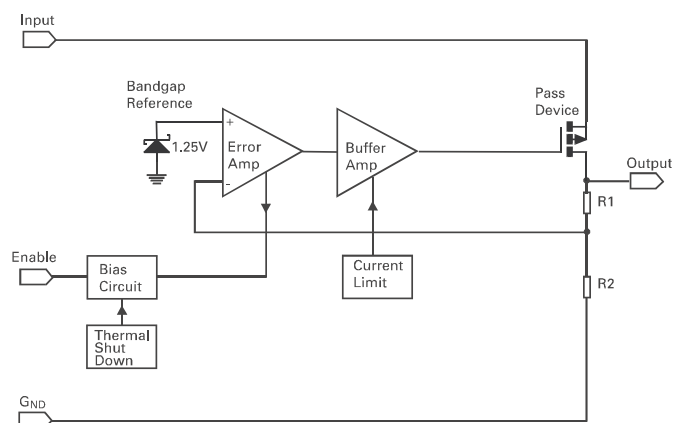 Input
Bandgap
Reference
Pass
Device
+
1.25V
Error
Amp
Buffer
Amp
-
Output
R1
Enable
Bias
Circuit
Current
Limit
R2
Thermal
Shut
Down
GND